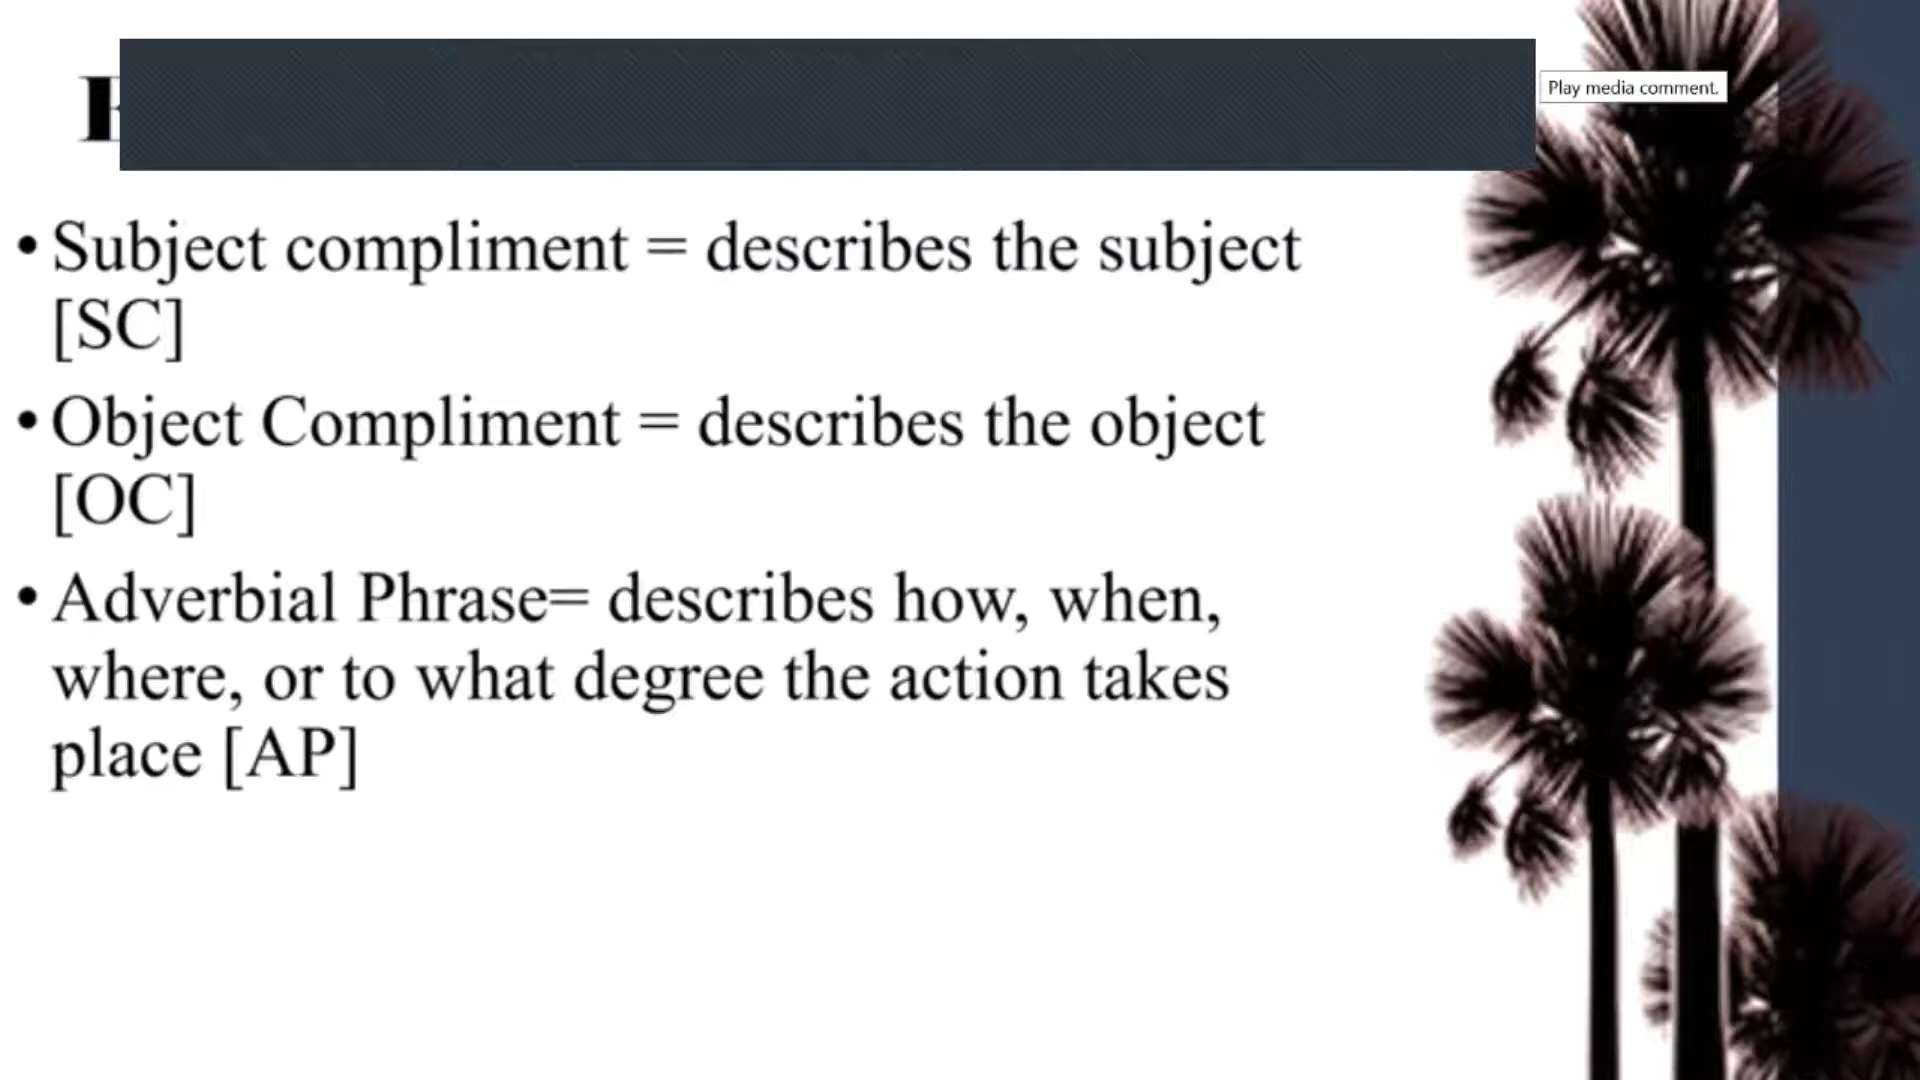 Play media comment.
• Subject compliment = describes the subject
[SC]
• Object Compliment = describes the object
[OC]
• Adverbial Phrase= describes how, when,
where, or to what degree the action takes
place [AP]